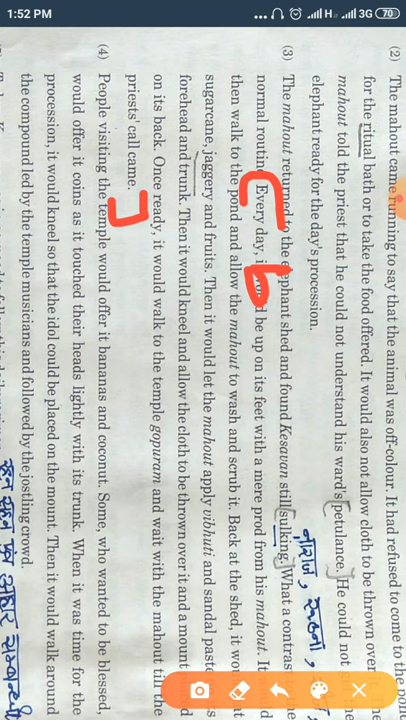 1:52 PM
H
3G 70
(2) The mahout came running to say that the animal was off-colour. It had refused to come to the pond
for the ritual bath or to take the food offered. It would also not allow cloth to be thrown over it. The
mahout told the priest that he could not understand his ward's petulance. He could not
elephant ready for the day's procession.
(3) The mahout returned to the elephant shed and found Kesavan still sulking. What a contrast
normal routine Every day, be up on its feet with a mere prod from his mahout. It
then walk to the pond and allow the mahout to wash and scrub it. Back at the shed, it
sugarcane, jaggery and fruits. Then it would let the mahout apply vibhuti and sandal paste
forehead and trunk. Then it would kneel and allow the cloth to be thrown over it and a mount
on its back. Once ready, it would walk to the temple gopuram and wait with the mahout till the
priests' call came.
(4) People visiting the temple would offer it bananas and coconut. Some, who wanted to be blessed,
would offer it coins as it touched their heads lightly with its trunk. When it was time for the
procession, it would kneel so that the idol could be placed on the mount. Then it would walk around
the compound led by the temple musicians and followed by the jostling crowd.